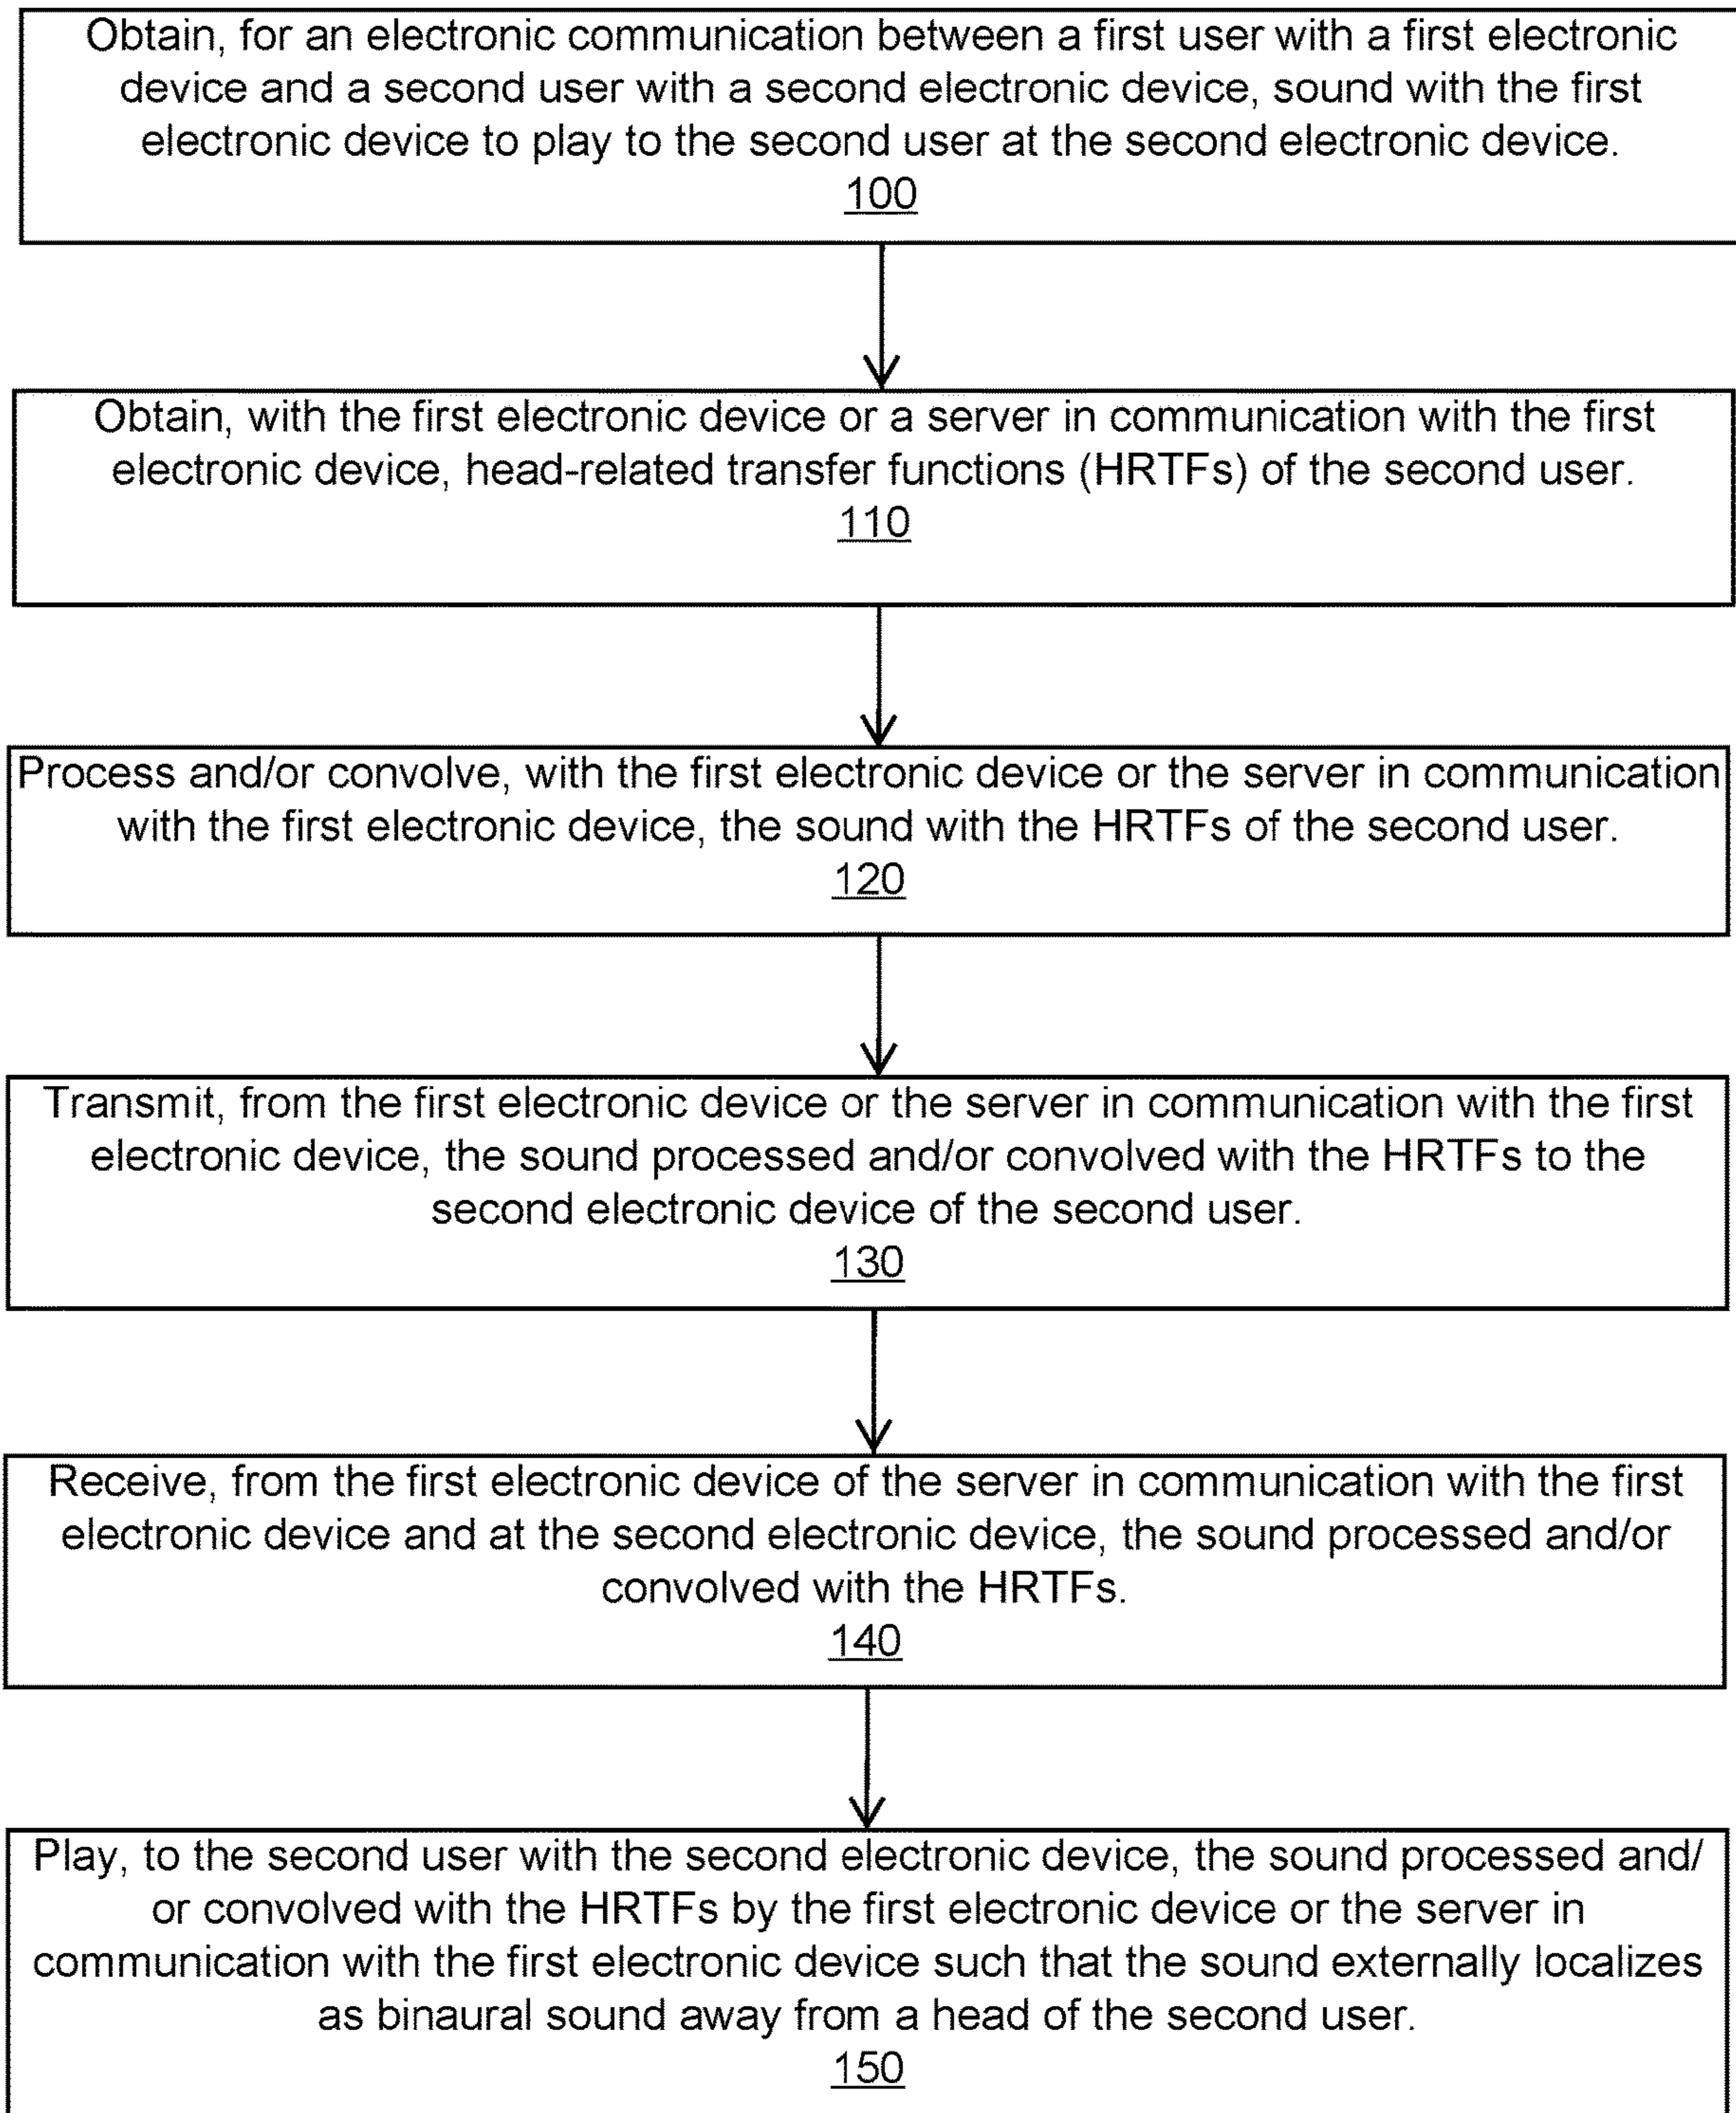 Obtain, for an electronic communication between a first user with a first electronic
device and a second user with a second electronic device, sound with the first
electronic device to play to the second user at the second electronic device.
100
Obtain, with the first electronic device or a server in communication with the first
electronic device, head-related transfer functions (HRTFs) of the second user.
110
Process and/or convolve, with the first electronic device or the server in communication
with the first electronic device, the sound with the HRTFs of the second user.
120
Transmit, from the first electronic device or the server in communication with the first
electronic device, the sound processed and/or convolved with the HRTFs to the
second electronic device of the second user.
130
Receive, from the first electronic device of the server in communication with the first
electronic device and at the second electronic device, the sound processed and/or
convolved with the HRTFs.
140
Play, to the second user with the second electronic device, the sound processed and/
or convolved with the HRTFs by the first electronic device or the server in
communication with the first electronic device such that the sound externally localizes
as binaural sound away from a head of the second user.
150